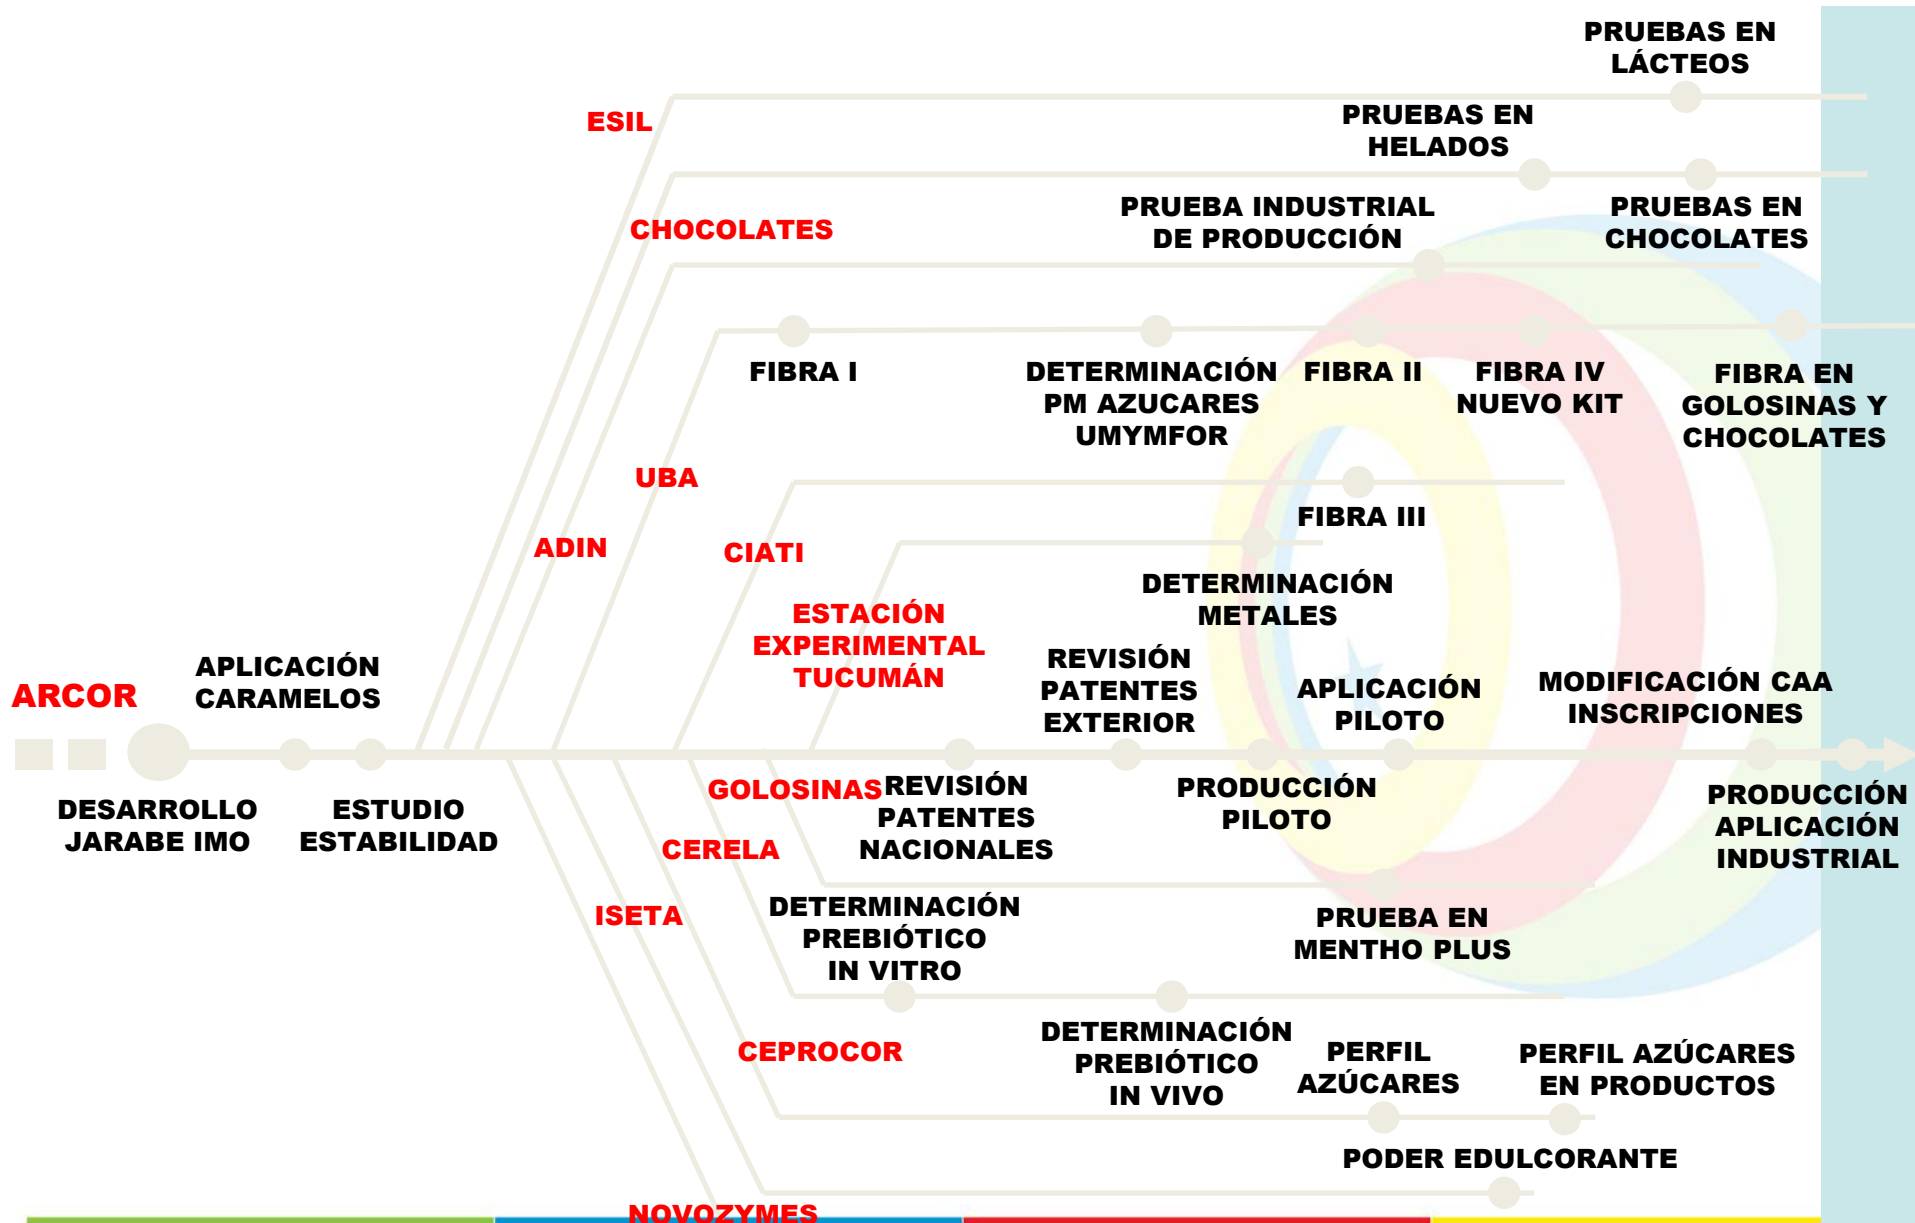 PRUEBAS EN
LÁCTEOS
ESIL
PRUEBAS EN
HELADOS
CHOCOLATES
PRUEBA INDUSTRIAL
DE PRODUCCIÓN
PRUEBAS EN
CHOCOLATES
FIBRA I
DETERMINACIÓN
PM AZUCARES
UMYMFOR
FIBRA II
FIBRA IV
NUEVO KIT
FIBRA EN
GOLOSINAS Y
CHOCOLATES
UBA
FIBRA III
ADIN
CIATI
DETERMINACIÓN
METALES
ESTACIÓN
EXPERIMENTAL
TUCUMÁN
ARCOR
APLICACIÓN
CARAMELOS
REVISIÓN
PATENTES
EXTERIOR
APLICACIÓN
PILOTO
MODIFICACIÓN CAA
INSCRIPCIONES
DESARROLLO
JARABE IMO
ESTUDIO
ESTABILIDAD
GOLOSINAS
REVISIÓN
PATENTES
NACIONALES
PRODUCCIÓN
PILOTO
PRODUCCIÓN
APLICACIÓN
INDUSTRIAL
CERELA
ISETA
DETERMINACIÓN
PREBIÓTICO
IN VITRO
PRUEBA EN
MENTHO PLUS
CEPROCOR
DETERMINACIÓN
PREBIÓTICO
IN VIVO
PERFIL
AZÚCARES
PERFIL AZÚCARES
EN PRODUCTOS
PODER EDULCORANTE
NOVOZYMES